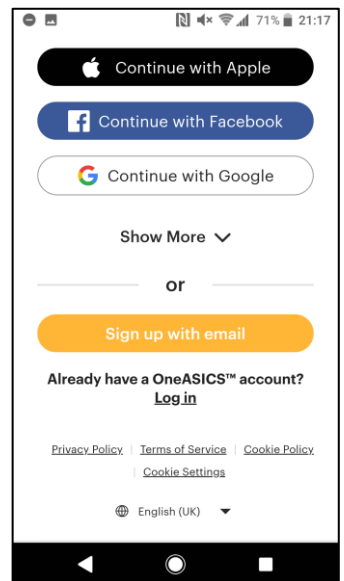 71% 21:17
Continue with Apple
Continue with Facebook
Continue with Google
Show More
or
Sign up with email
Already have a OneASICS™ account?
Log in
Privacy Policy Terms of Service Cookie Policy
Cookie Settings
English (UK)